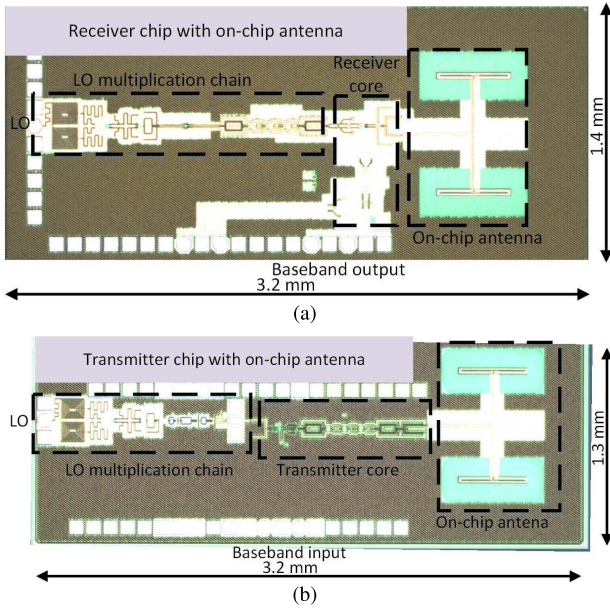 Receiver chip with on-chip antenna
LO multiplication chain
Receiver
core
LO
1.4 mm
On-chip antenna
Baseband output
3.2 mm
(a)
Transmitter chip with on-chip antenna
LO
LO multiplication chain
Transmitter core
1.3 mm
On-chip antena
Baseband input
3.2 mm
(b)